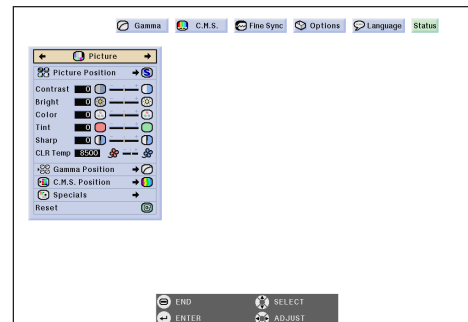 Gamma C.M.S. Fine Sync Options Language Status
Picture
Picture Position S
Contrast 0
Bright 0
Color 0
Tint 0
Sharp 0
CLR Temp 8500
Gamma Position
C.M.S. Position
Specials
Reset
END SELECT
ENTER ADJUST